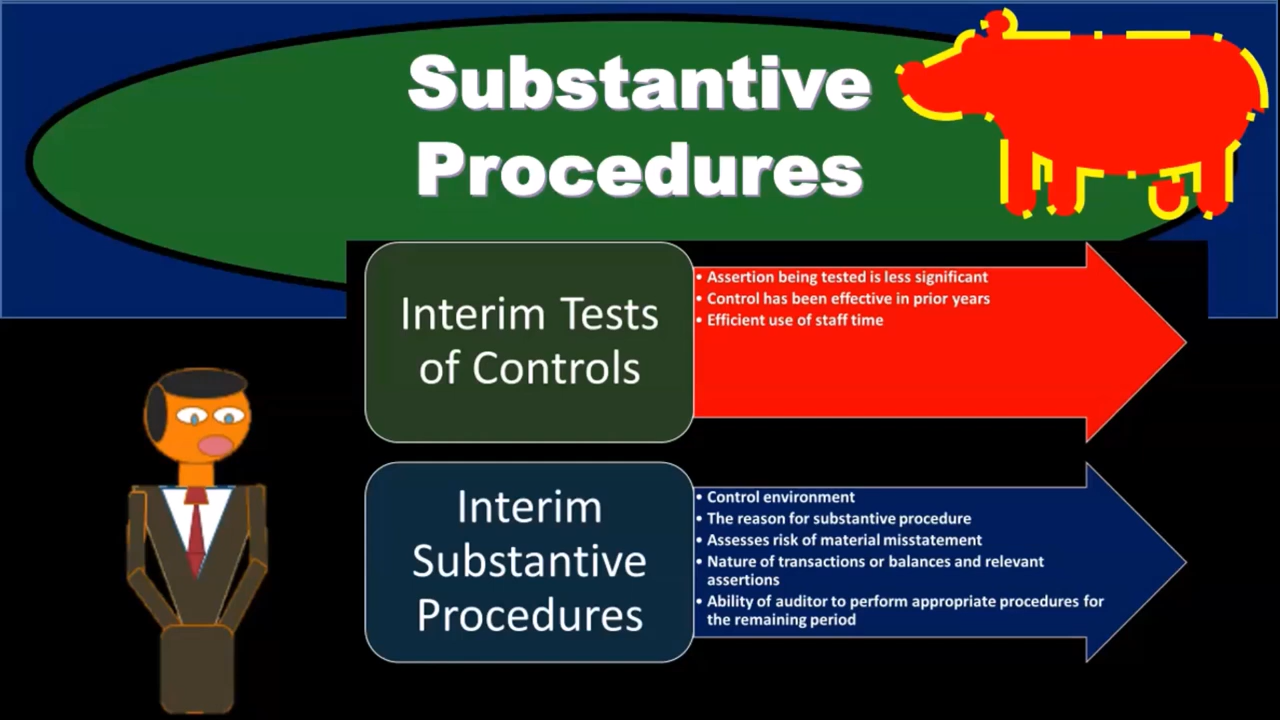 Substantive
Procedures
Interim Tests
of Controls
• Assertion being tested is less significant
• Control has been effective in prior years
• Efficient use of staff time
Interim
Substantive
Procedures
• Control environment
• The reason for substantive procedure
• Assesses risk of material misstatement
• Nature of transactions or balances and relevant
assertions
• Ability of auditor to perform appropriate procedures for
the remaining period